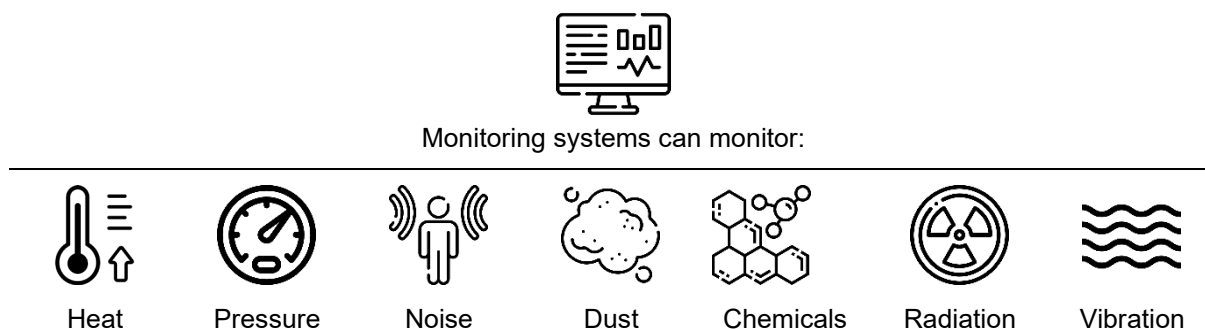 Monitoring systems can monitor:
Heat Pressure Noise Dust Chemicals Radiation Vibration